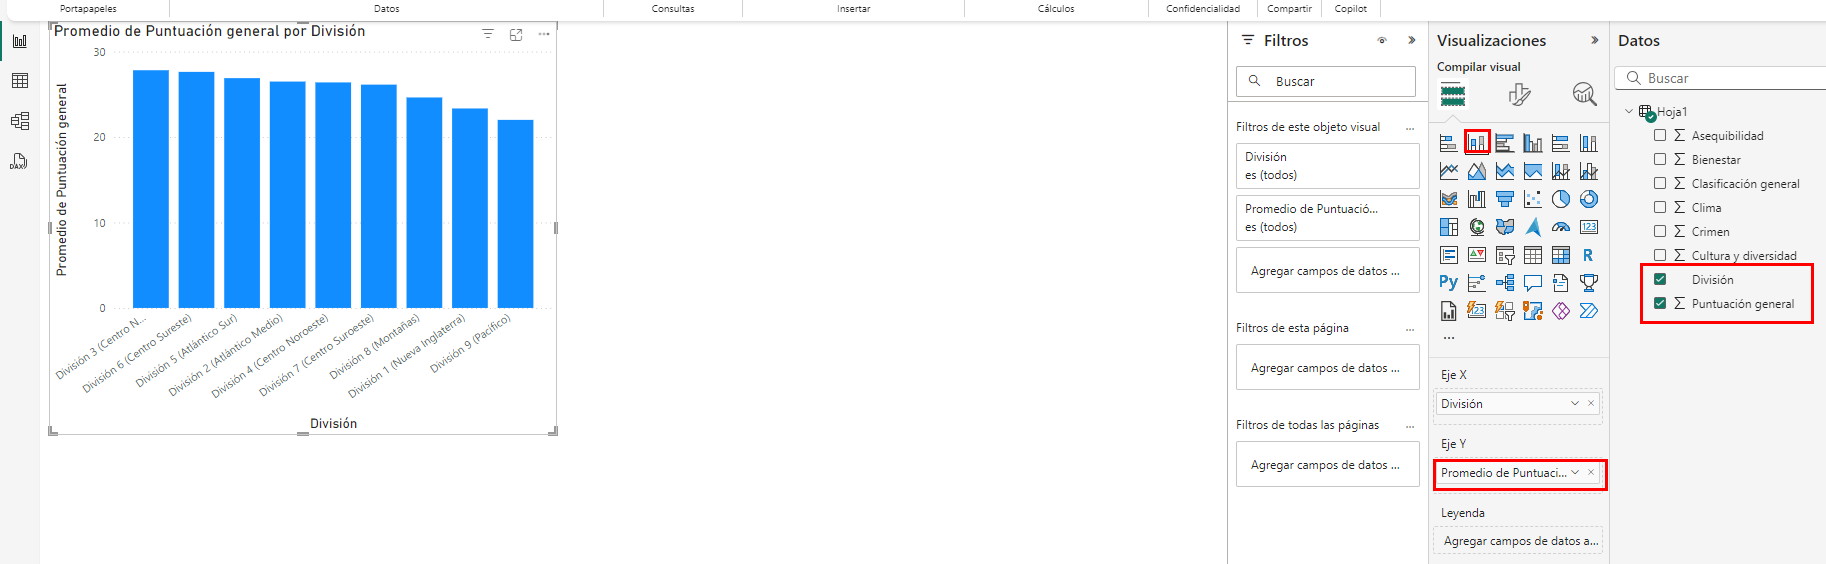 Portapapeles
Datos
Consultas
Insertar
Cálculos
Confidencialidad
Compartir
Copilot
Promedio de Puntuación general por División
Promedio de Puntuación general
30
20
10
0
División 3 (Centro N...
División 6 (Centro Sureste)
División 5 (Atlántico Sur)
División 2 (Atlántico Medio)
División 4 (Centro Noroeste)
División 7 (Centro Suroeste)
División 8 (Montañas)
División 1 (Nueva Inglaterra)
División 9 (Pacífico)
División
DAX
Filtros
Buscar
Filtros de este objeto visual
...
División
es (todos)
Promedio de Puntuació...
es (todos)
Agregar campos de datos ...
Filtros de esta página
...
Agregar campos de datos ...
Filtros de todas las páginas
...
Agregar campos de datos ...
Visualizaciones
Compilar visual
123
R
Py
123
...
Eje X
División
Eje Y
Promedio de Puntuaci...
Leyenda
Agregar campos de datos a...
Datos
Buscar
Hoja1
∑ Asequibilidad
∑ Bienestar
∑ Clasificación general
∑ Clima
∑ Crimen
∑ Cultura y diversidad
División
∑ Puntuación general